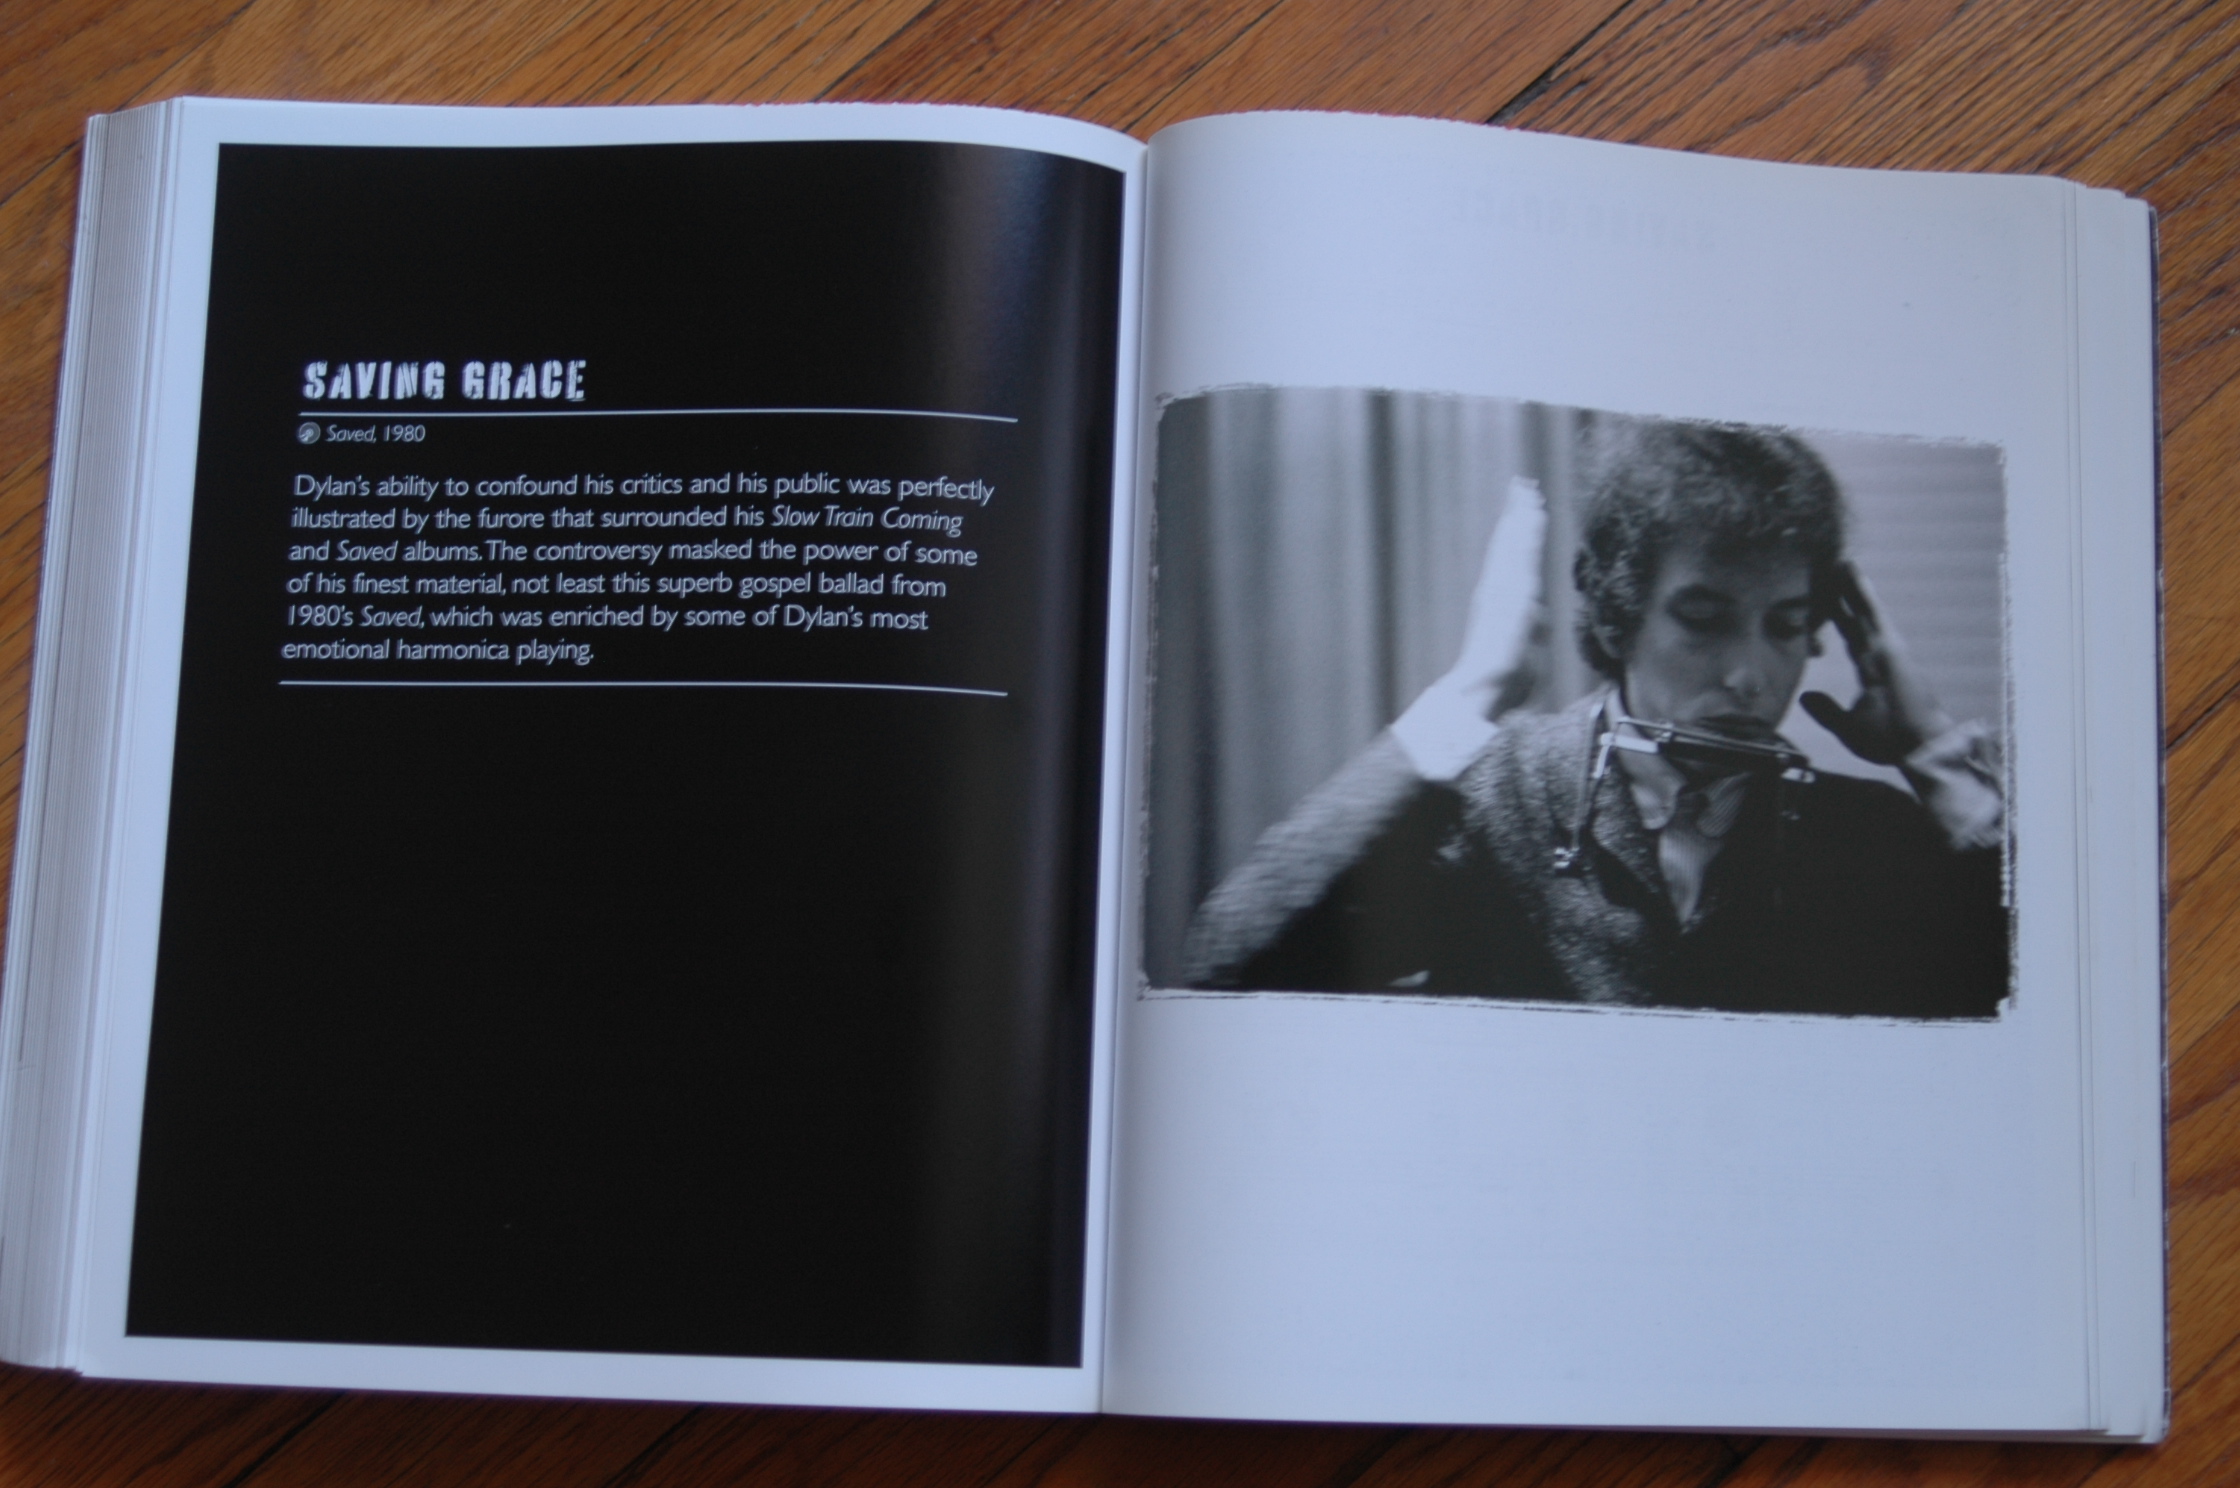 SAVING GRACE
Saved, 1980
Dylan's ability to confound his critics and his public was perfectly
illustrated by the furore that surrounded his Slow Train Coming
and Saved albums. The controversy masked the power of some
of his finest material, not least this superb gospel ballad from
1980's Saved, which was enriched by some of Dylan's most
emotional harmonica playing.